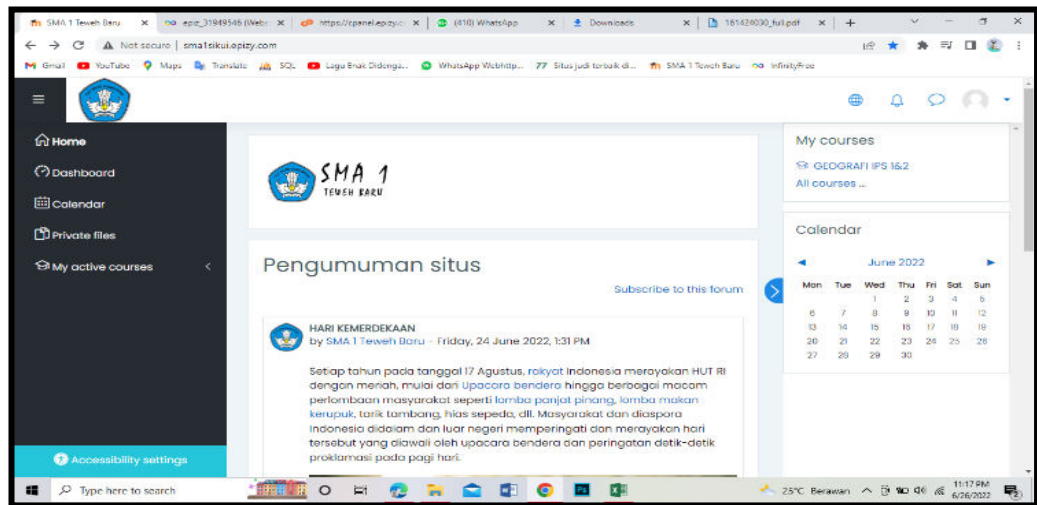 SMA 1 Teweh Baru
epiz_31949546 (Webs
https://cpanel.epizy.c
(410) WhatsApp
Downloads
161424030_full.pdf
Not secure | sma1sikui.epizy.com
Gmail YouTube Maps Translate SQL Lagu Enak Didenga... WhatsApp Webhttp... Situs judi terbaik di... SMA 1 Teweh Baru InfinityFree
Home
Dashboard
Calendar
Private files
My active courses
Accessibility settings
SMA 1
TEWEH BARU
Pengumuman situs
Subscribe to this forum
HARI KEMERDEKAAN
by SMA 1 Teweh Baru - Friday, 24 June 2022, 1:31 PM
Setiap tahun pada tanggal 17 Agustus, rakyat Indonesia merayakan HUT RI
dengan meriah, mulai dari Upacara bendera hingga berbagai macam
perlombaan masyarakat seperti lomba panjat pinang, lomba makan
kerupuk, tarik tambang, hias sepeda, dll. Masyarakat dan diaspora
Indonesia didalam dan luar negeri memperingati dan merayakan hari
tersebut yang diawali oleh upacara bendera dan peringatan detik-detik
proklamasi pada pagi hari.
My courses
GEOGRAFI IPS 1&2
All courses ...
Calendar
June 2022
Mon Tue Wed Thu Fri Sat Sun
1 2 3 4 5
6 7 8 9 10 11 12
13 14 15 16 17 18 19
20 21 22 23 24 25 26
27 28 29 30
Type here to search
25°C Berawan
11:17 PM
6/26/2022